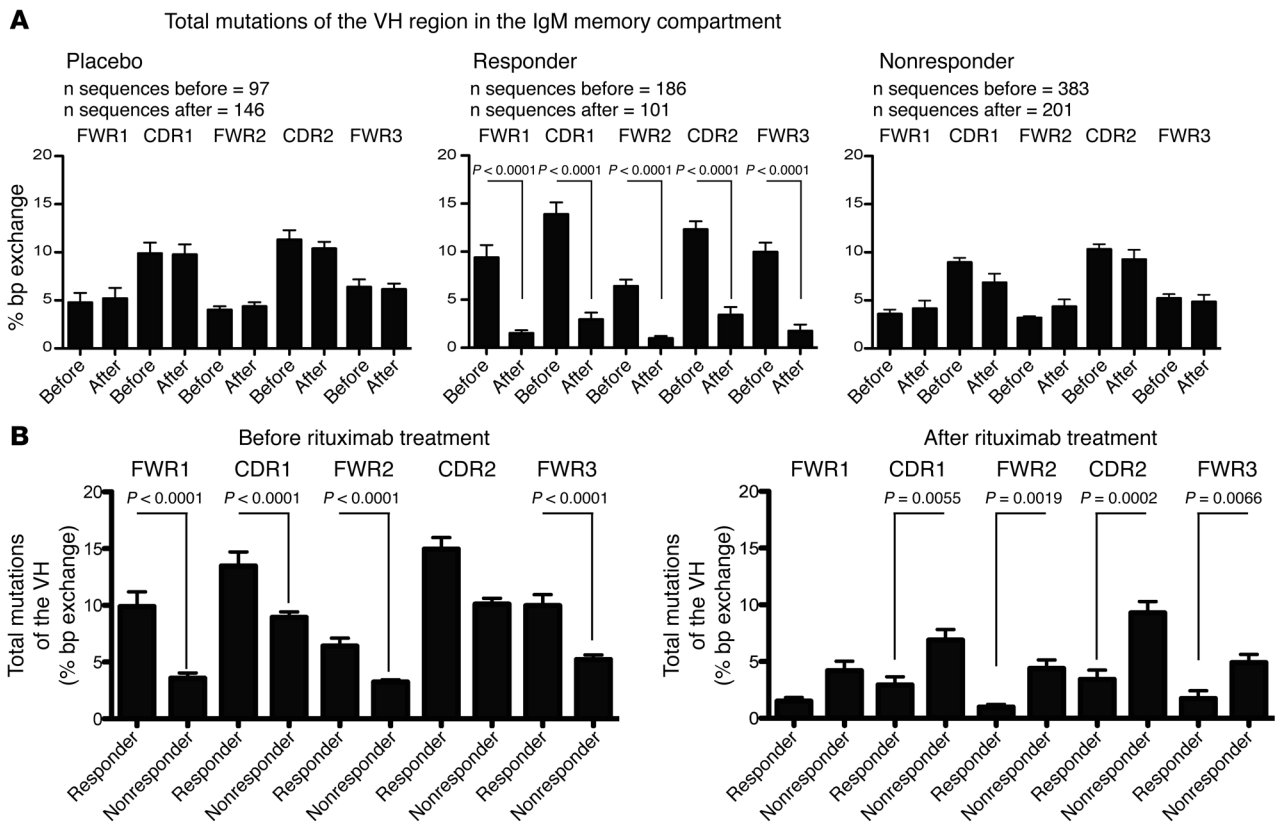 A
Total mutations of the VH region in the IgM memory compartment
Placebo
n sequences before = 97
n sequences after = 146
FWR1 CDR1 FWR2 CDR2 FWR3
% bp exchange
20
15
10
5
0
Before After Before After Before After Before After Before After
Responder
n sequences before = 186
n sequences after = 101
FWR1 CDR1 FWR2 CDR2 FWR3
P < 0.0001 P < 0.0001 P < 0.0001 P < 0.0001 P < 0.0001
20
15
10
5
0
Before After Before After Before After Before After Before After
Nonresponder
n sequences before = 383
n sequences after = 201
FWR1 CDR1 FWR2 CDR2 FWR3
20
15
10
5
0
Before After Before After Before After Before After Before After
B
Before rituximab treatment
FWR1 CDR1 FWR2 CDR2 FWR3
P < 0.0001 P < 0.0001 P < 0.0001 P < 0.0001
Total mutations
of the VH
(% bp exchange)
20
15
10
5
0
Responder Nonresponder Responder Nonresponder Responder Nonresponder Responder Nonresponder Responder Nonresponder
After rituximab treatment
FWR1 CDR1 FWR2 CDR2 FWR3
P = 0.0055 P = 0.0019 P = 0.0002 P = 0.0066
Total mutations
of the VH
(% bp exchange)
20
15
10
5
0
Responder Nonresponder Responder Nonresponder Responder Nonresponder Responder Nonresponder Responder Nonresponder